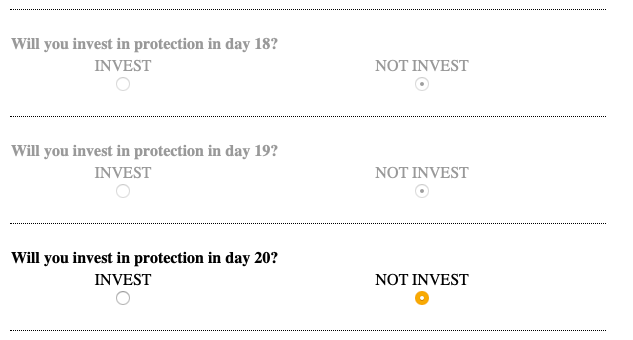 Will you invest in protection in day 18?
INVEST NOT INVEST
Will you invest in protection in day 19?
INVEST NOT INVEST
Will you invest in protection in day 20?
INVEST NOT INVEST